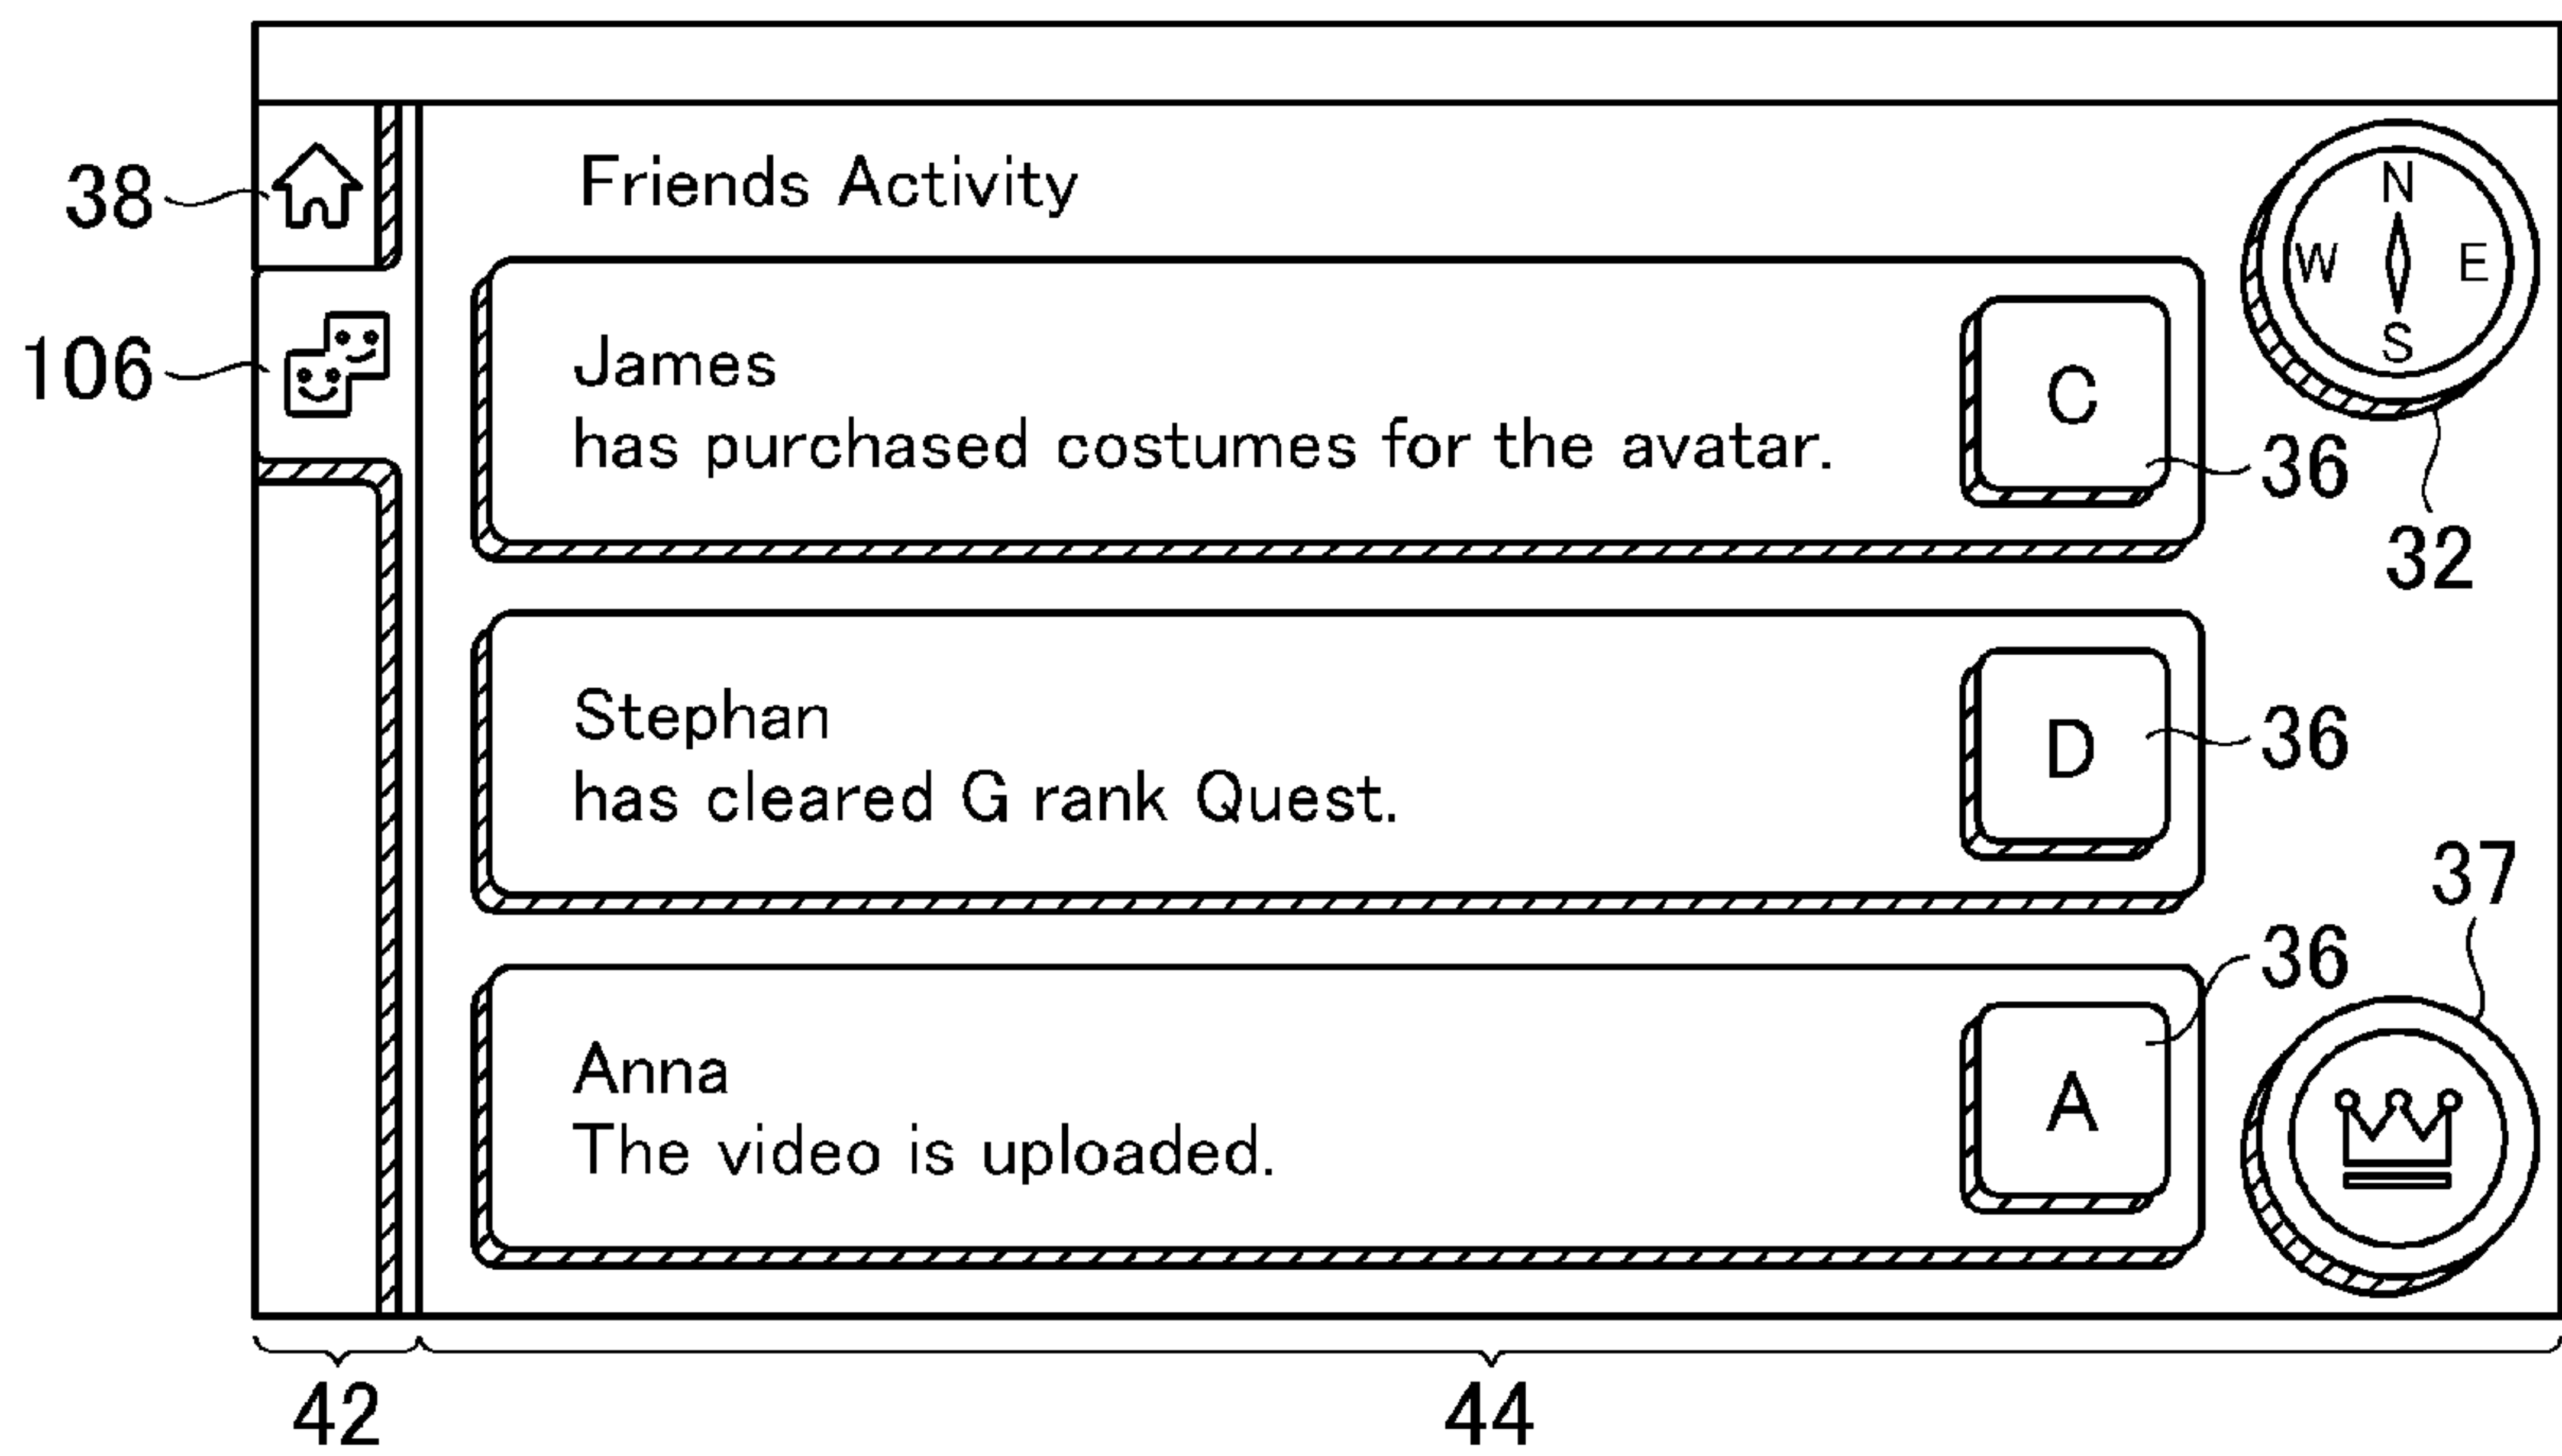 Friends Activity
N
W E
S
38
James
has purchased costumes for the avatar.
C
106
36
32
Stephan
has cleared G rank Quest.
D
36
37
36
Anna
The video is uploaded.
A
42
44